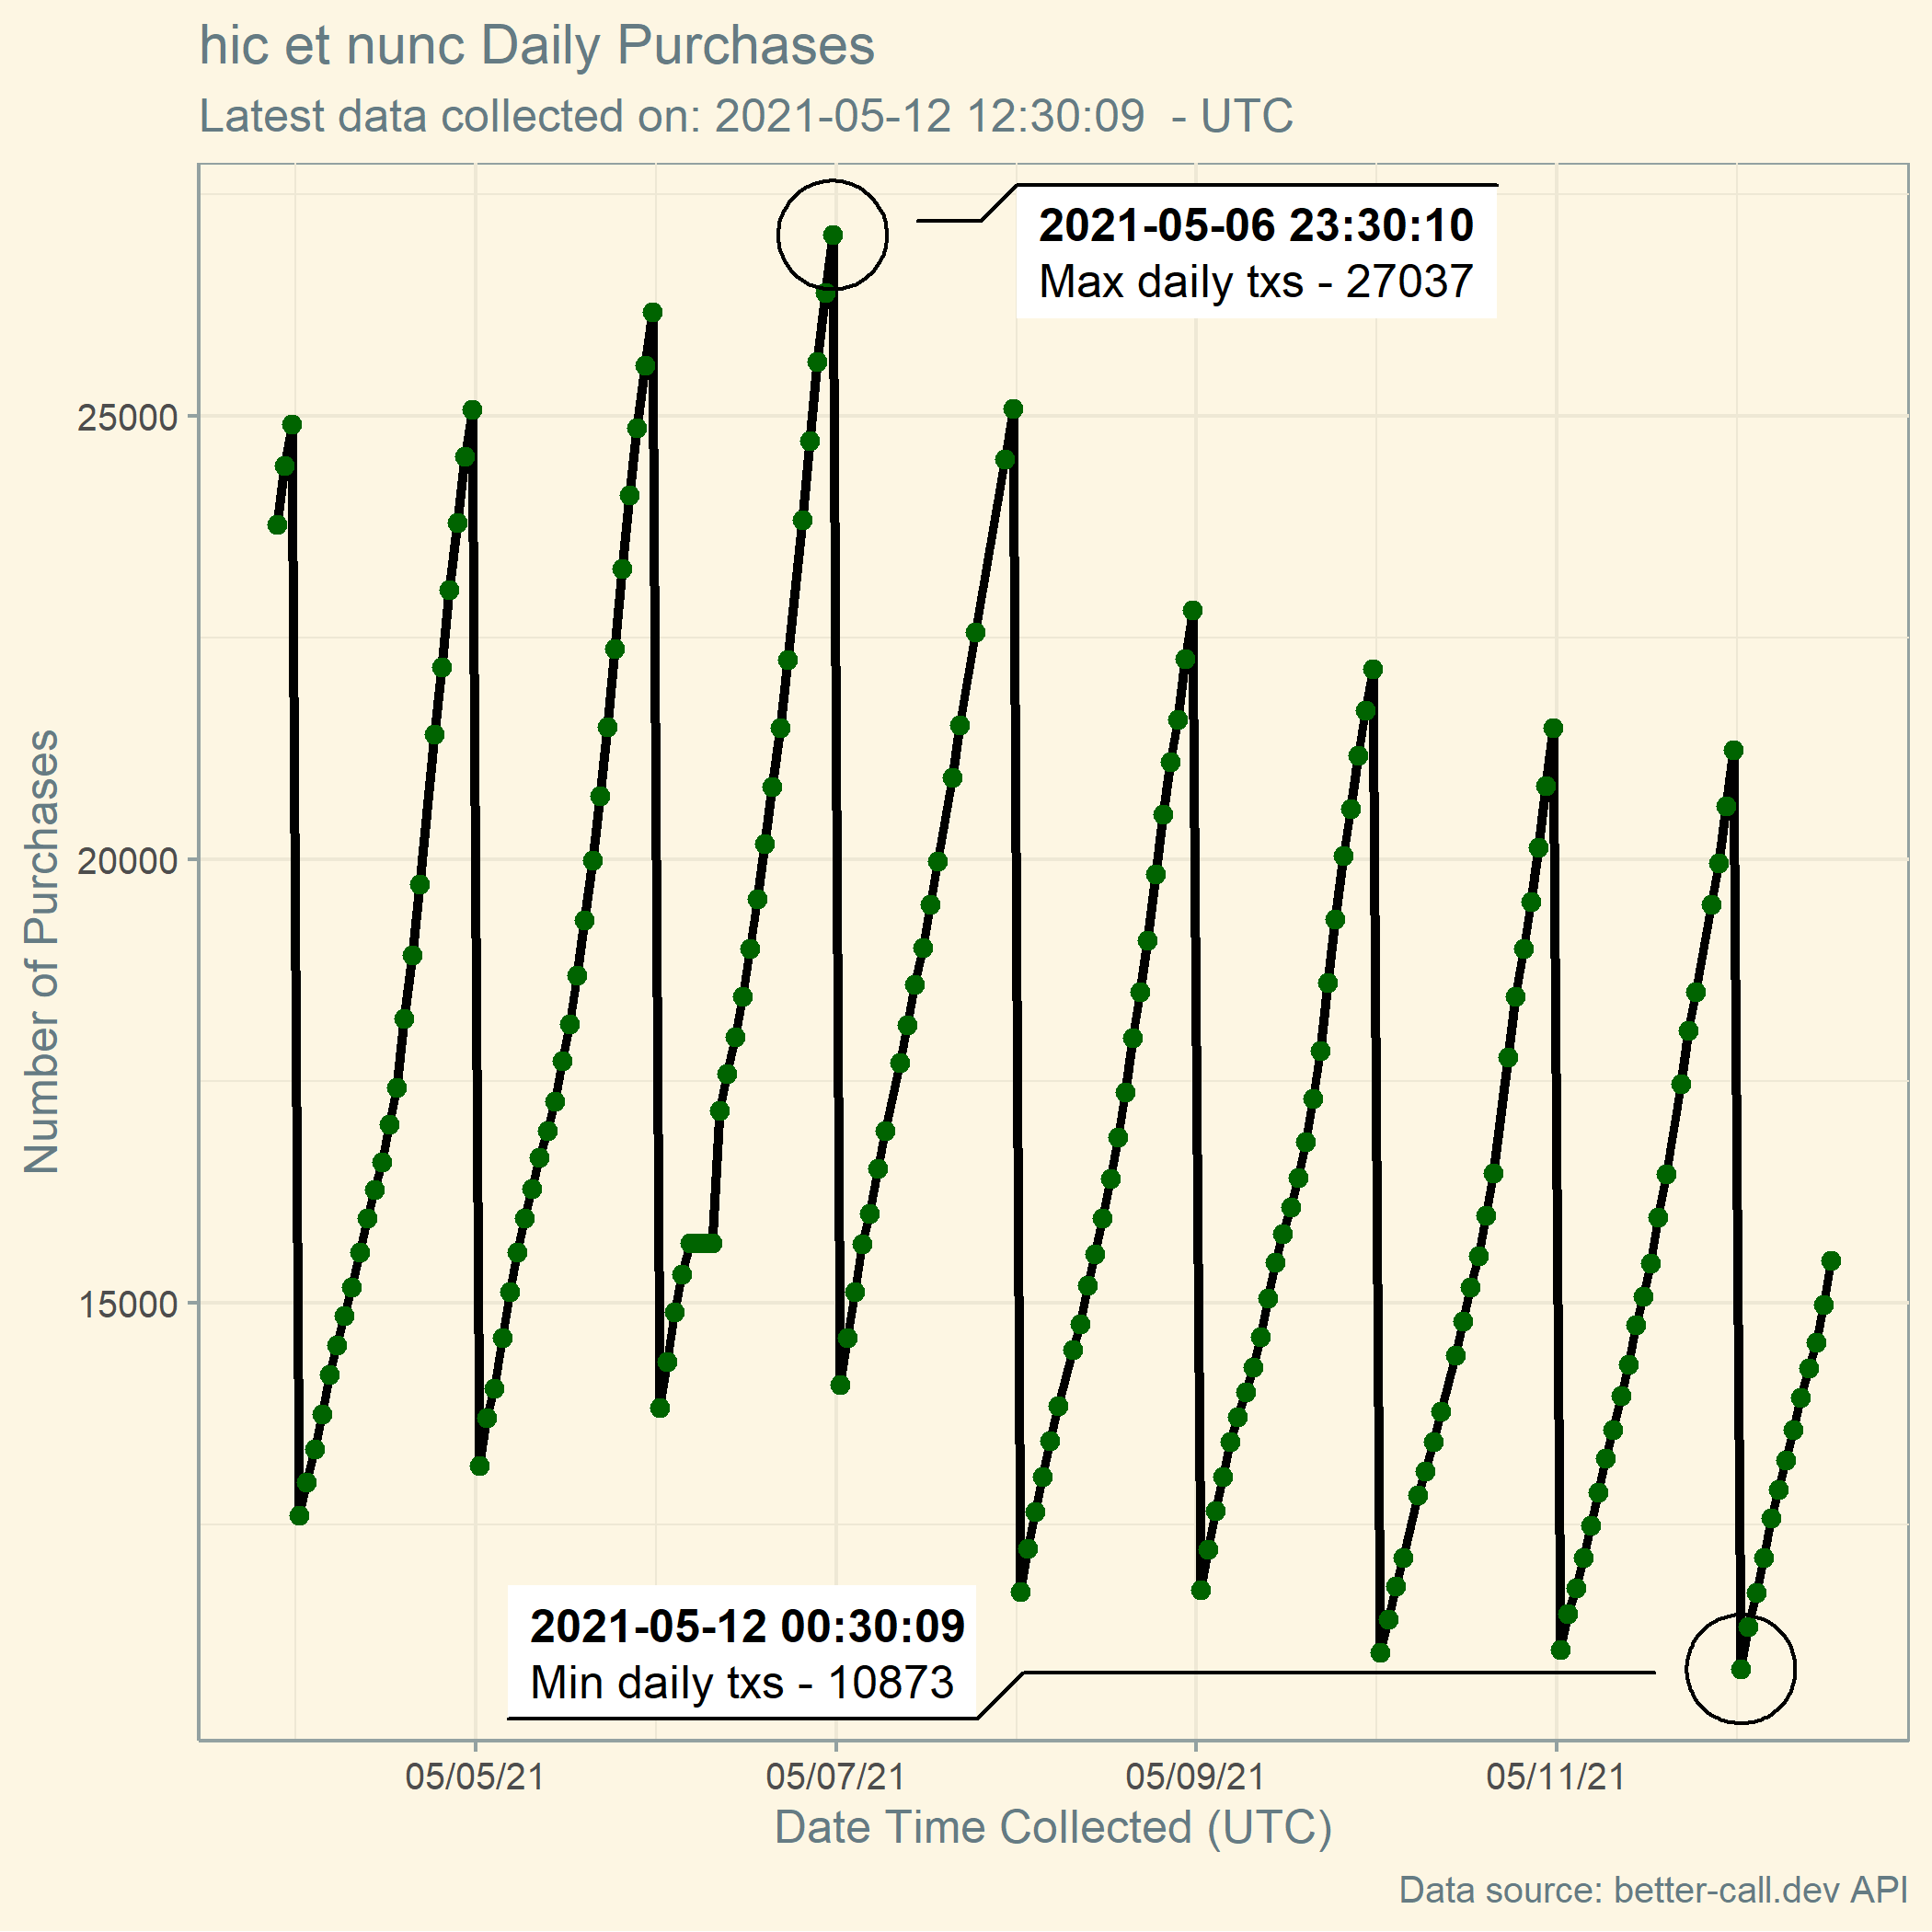 hic et nunc Daily Purchases
Latest data collected on: 2021-05-12 12:30:09  - UTC
2021-05-06 23:30:10
Max daily txs - 27037
25000
20000
15000
Number of Purchases
2021-05-12 00:30:09
Min daily txs - 10873
05/05/21
05/07/21
05/09/21
05/11/21
Date Time Collected (UTC)
Data source: better-call.dev API